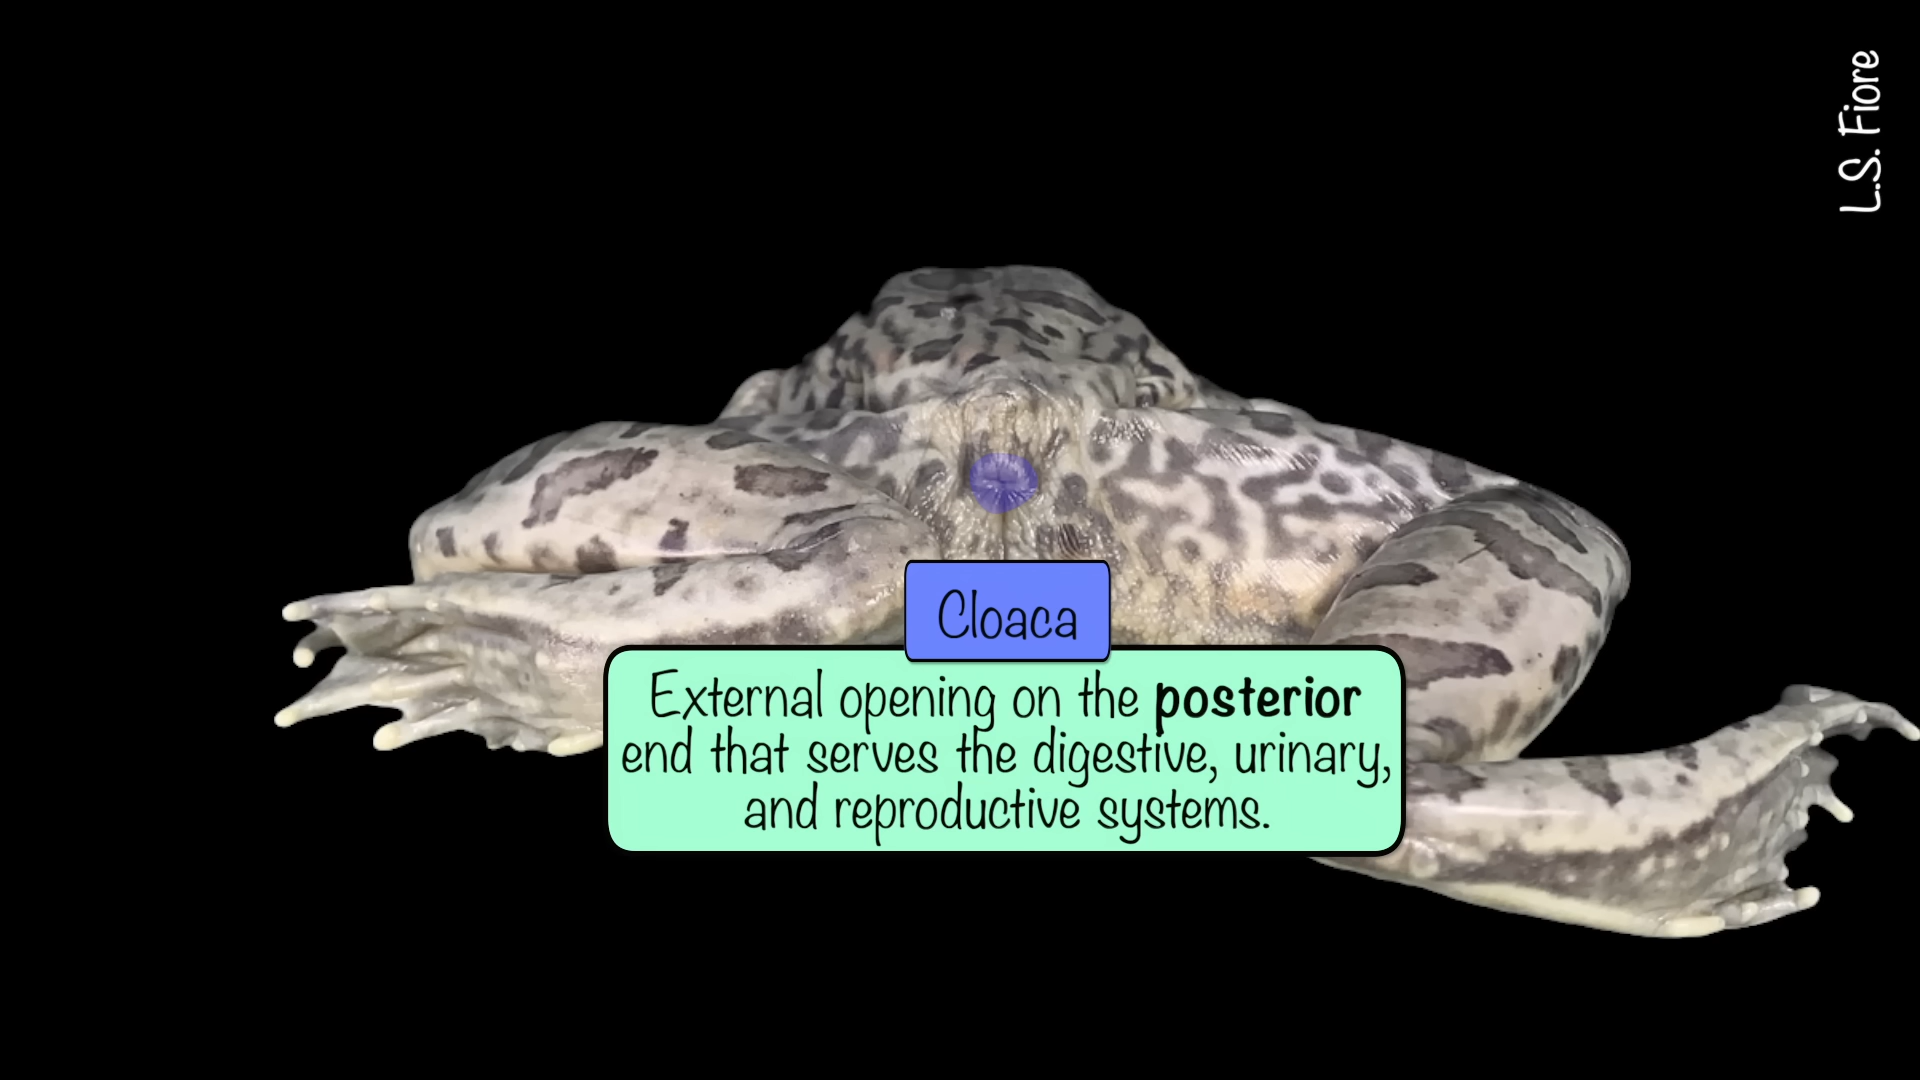 L.S. Fiore
Cloaca
External opening on the posterior
end that serves the digestive, urinary,
and reproductive systems.